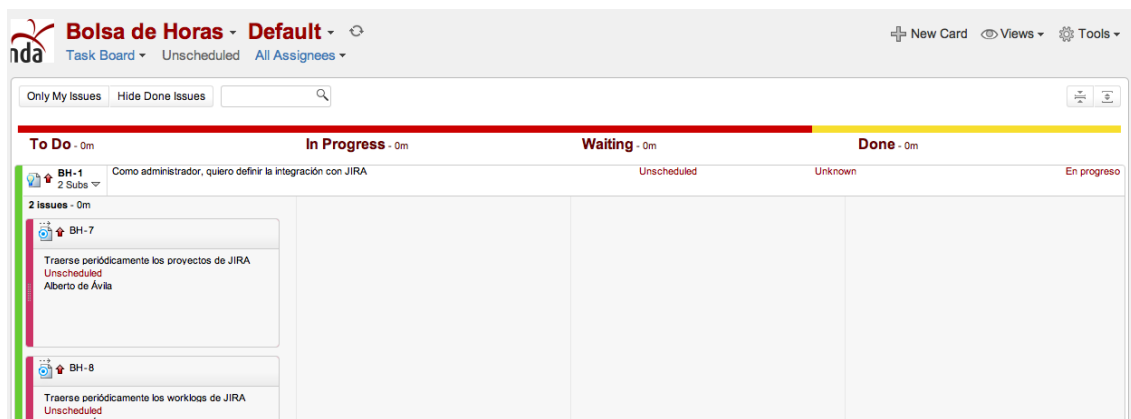 nda
Bolsa de Horas - Default -
Task Board Unscheduled All Assignees
New Card Views Tools
Only My Issues Hide Done Issues
To Do - 0m In Progress - 0m Waiting - 0m Done - 0m
BH-1 Como administrador, quiero definir la integración con JIRA Unscheduled Unknown En progreso
2 Subs
2 issues - 0m
BH-7
Traerse periódicamente los proyectos de JIRA
Unscheduled
Alberto de Ávila
BH-8
Traerse periódicamente los worklogs de JIRA
Unscheduled